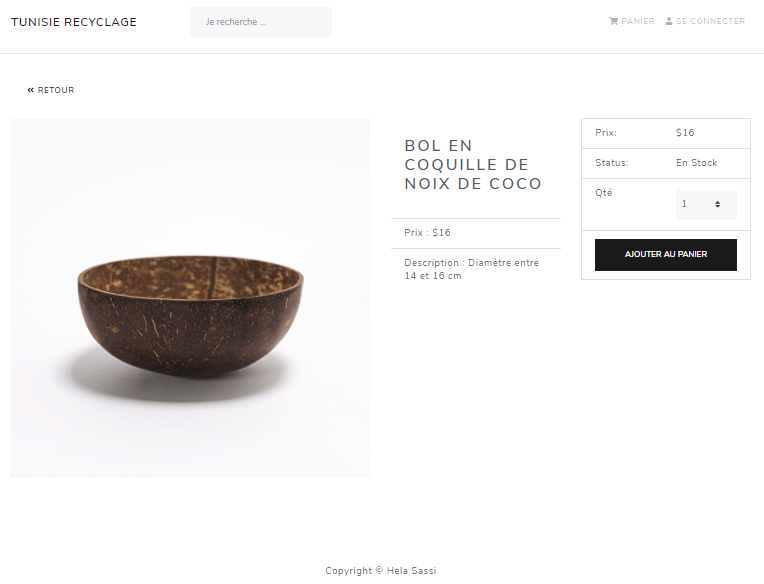 TUNISIE RECYCLAGE
Je recherche ...
PANIER
SE CONNECTER
RETOUR
BOL EN
COQUILLE DE
NOIX DE COCO
Prix : $16
Description : Diamètre entre
14 et 16 cm
Prix: $16
Status: En Stock
Qté 1
AJOUTER AU PANIER
Copyright © Hela Sassi